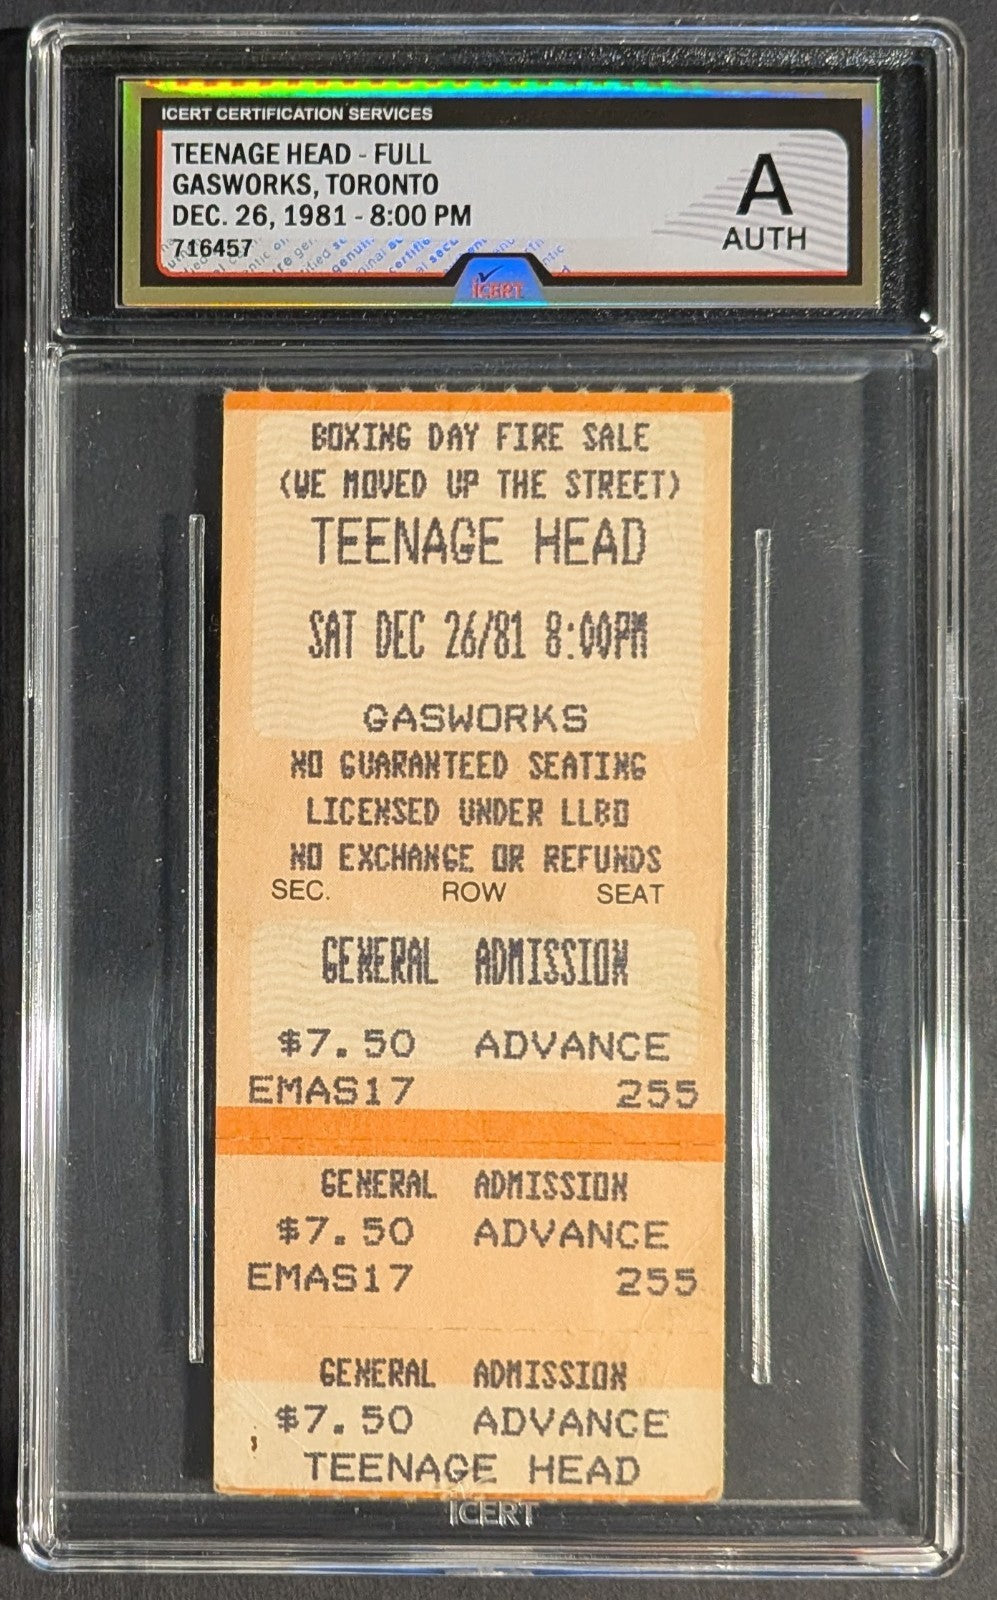 ICERT CERTIFICATION SERVICES
TEENAGE HEAD - FULL
GASWORKS, TORONTO
DEC. 26, 1981 - 8:00 PM
716457
A
AUTH
ICERT
BOXING DAY FIRE SALE
(WE MOVED UP THE STREET)
TEENAGE HEAD
SAT DEC 26/81 8:00PM
GASWORKS
NO GUARANTEED SEATING
LICENSED UNDER LLBO
NO EXCHANGE OR REFUNDS
SEC. ROW SEAT
GENERAL ADMISSION
$7.50 ADVANCE
EMAS17 255
GENERAL ADMISSION
$7.50 ADVANCE
EMAS17 255
GENERAL ADMISSION
$7.50 ADVANCE
TEENAGE HEAD
ICERT